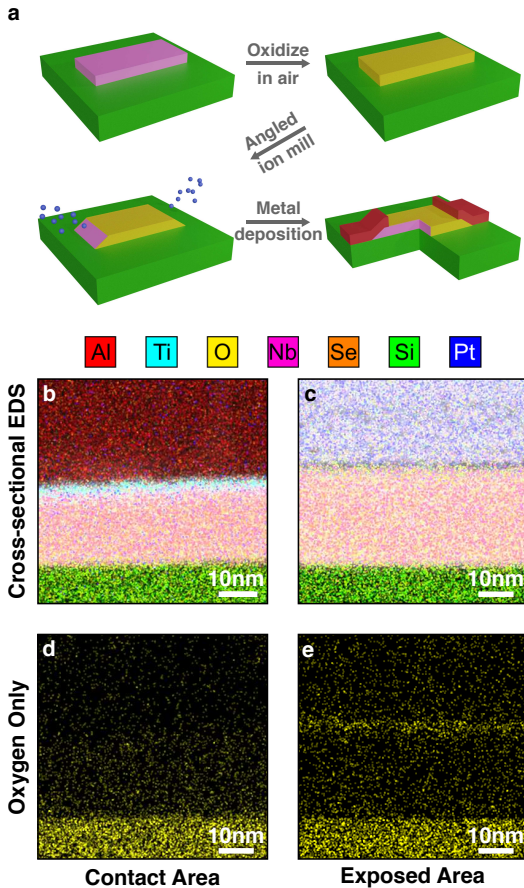 a
Oxidize
in air
Angled
ion mill
Metal
deposition
Al Ti O Nb Se Si Pt
Cross-sectional EDS
b
10nm
c
10nm
Oxygen Only
d
10nm
e
10nm
Contact Area
Exposed Area